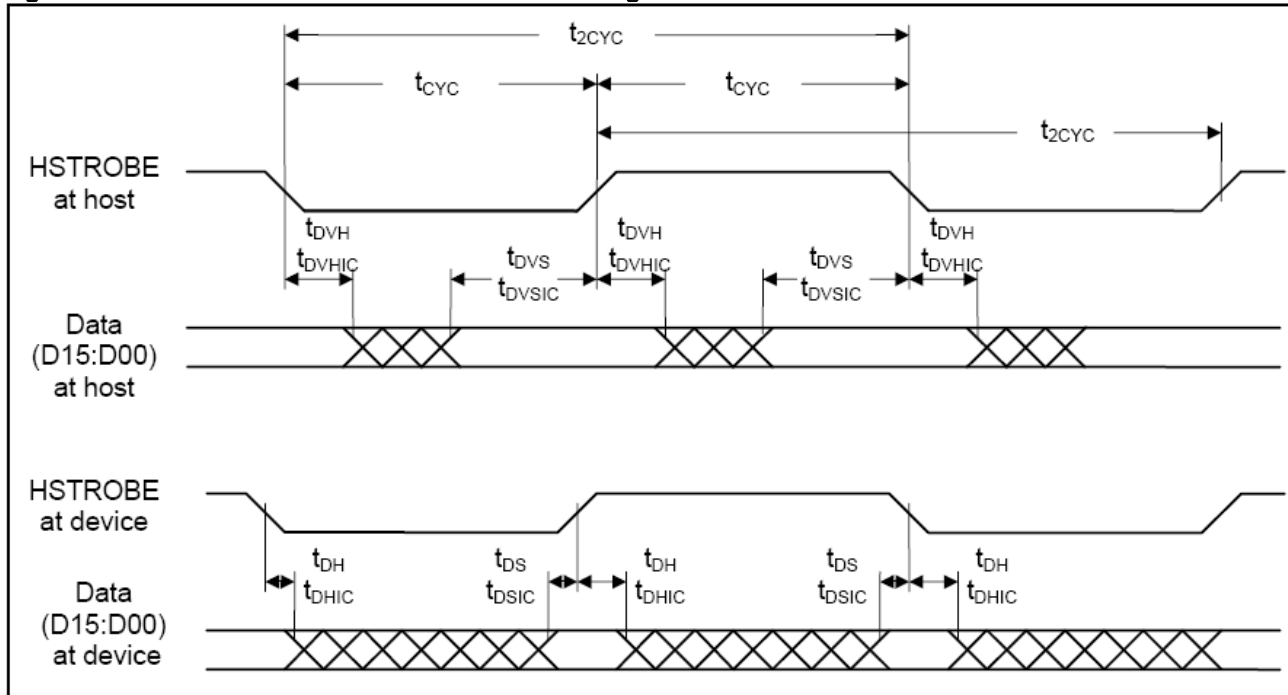 t2CYC
tCYC tCYC
t2CYC
HSTROBE
at host
tDVH tDVH tDVH
tDVHIC tDVS tDVHIC tDVS tDVHIC
tDVSIC tDVSIC
Data
(D15:D00)
at host
HSTROBE
at device
tDH tDS tDH tDS tDH
tDHIC tDSIC tDHIC tDSIC tDHIC
Data
(D15:D00)
at device